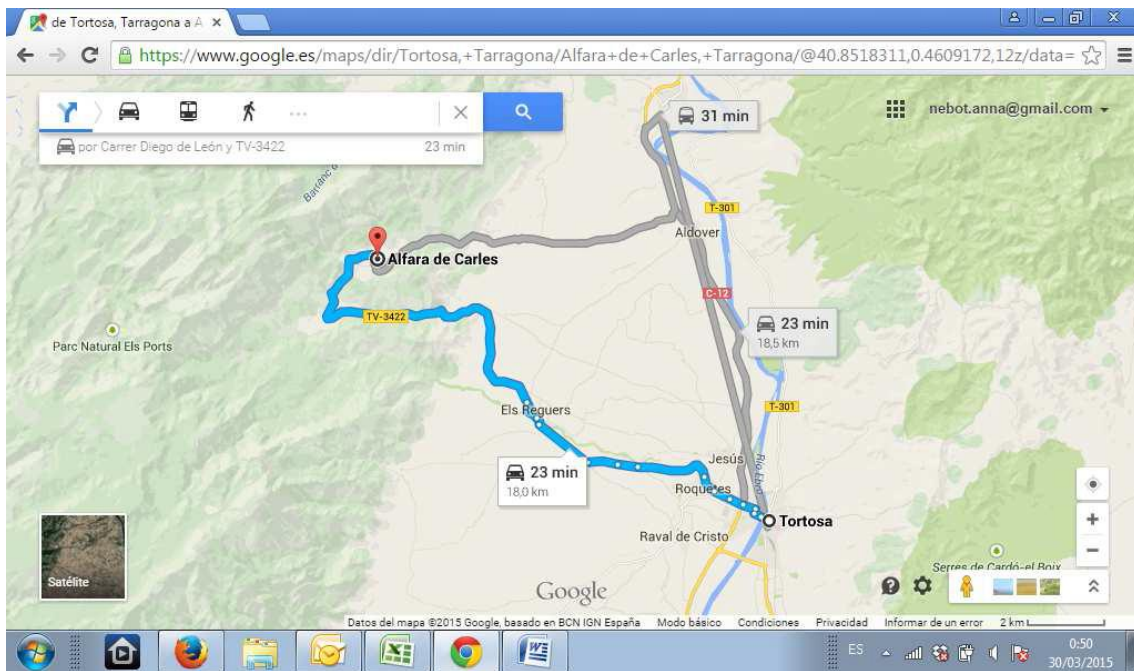 de Tortosa, Tarragona a A
https://www.google.es/maps/dir/Tortosa,+Tarragona/Alfara+de+Carles,+Tarragona/@40.8518311,0.4609172,12z/data=
por Carrer Diego de León y TV-3422 23 min
nebot.anna@gmail.com
31 min
Barranc d
T-301
Aldover
Alfara de Carles
C-12
TV-3422
23 min
18,5 km
Parc Natural Els Ports
T-301
Els Reguers
Jesús
23 min
18,0 km
Riu Ebro
Roquetes
Tortosa
Raval de Cristo
Serres de Cardó-el Boix
Satélite
Google
Datos del mapa ©2015 Google, basado en BCN IGN España Modo básico Condiciones Privacidad Informar de un error 2 km
ES
0:50
30/03/2015